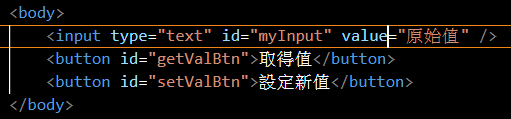 <body>
<input type="text" id="myInput" value="原始值" />
<button id="getValBtn">取得值</button>
<button id="setValBtn">設定新值</button>
</body>